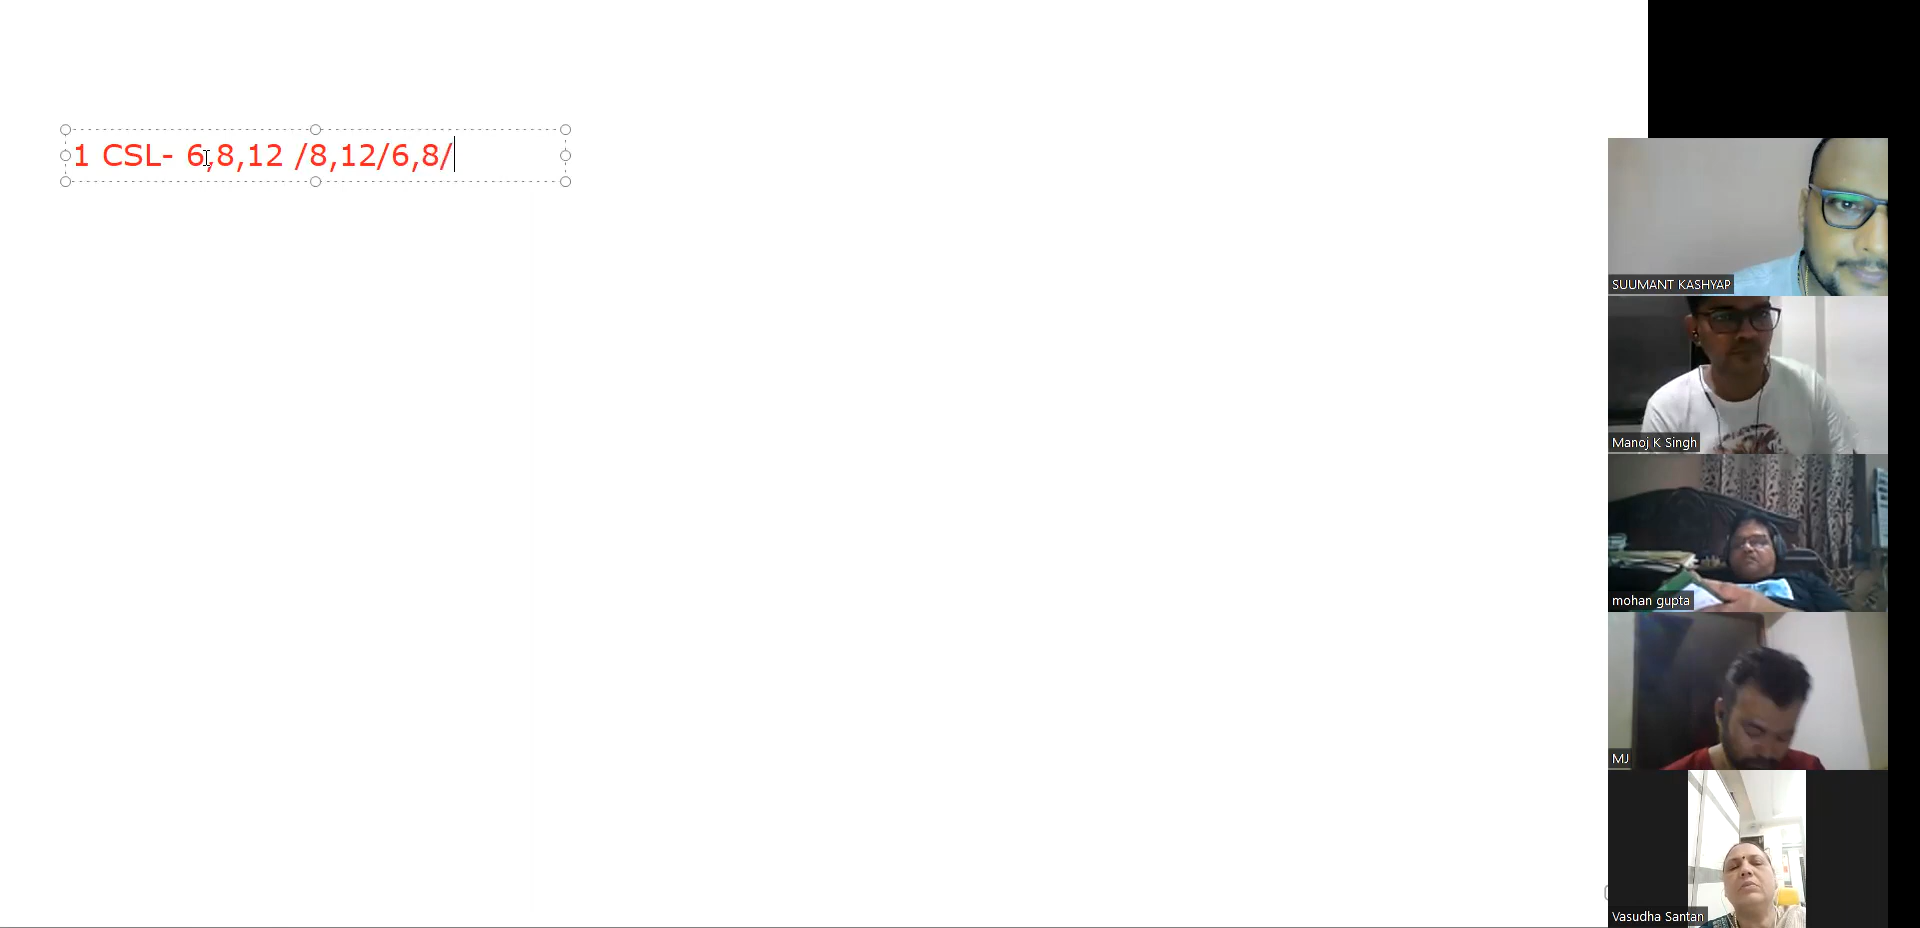 1 CSL- 6,8,12 /8,12/6,8/
SUUMANT KASHYAP
Manoj K Singh
mohan gupta
MJ
Vasudha Santan